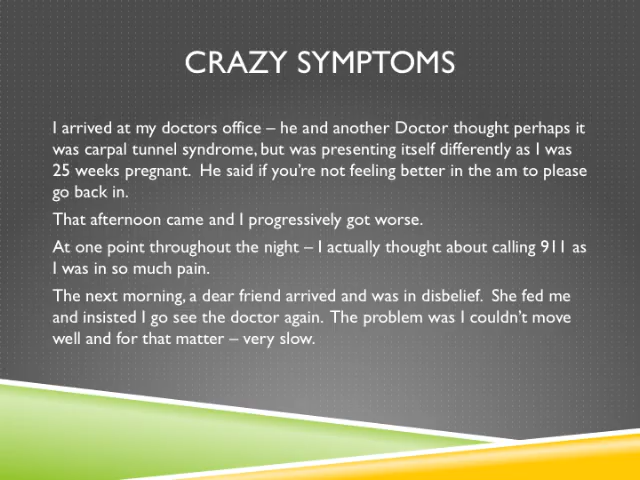 CRAZY SYMPTOMS
I arrived at my doctors office – he and another Doctor thought perhaps it
was carpal tunnel syndrome, but was presenting itself differently as I was
25 weeks pregnant.  He said if you're not feeling better in the am to please
go back in.
That afternoon came and I progressively got worse.
At one point throughout the night – I actually thought about calling 911 as
I was in so much pain.
The next morning, a dear friend arrived and was in disbelief.  She fed me
and insisted I go see the doctor again.  The problem was I couldn't move
well and for that matter – very slow.